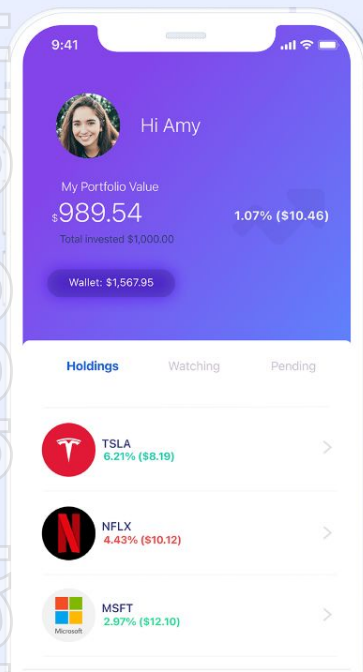 9:41
Hi Amy
My Portfolio Value
$989.54
1.07% ($10.46)
Total invested $1,000.00
Wallet: $1,567.95
Holdings Watching Pending
TSLA
6.21% ($8.19)
NFLX
4.43% ($10.12)
Microsoft
MSFT
2.97% ($12.10)